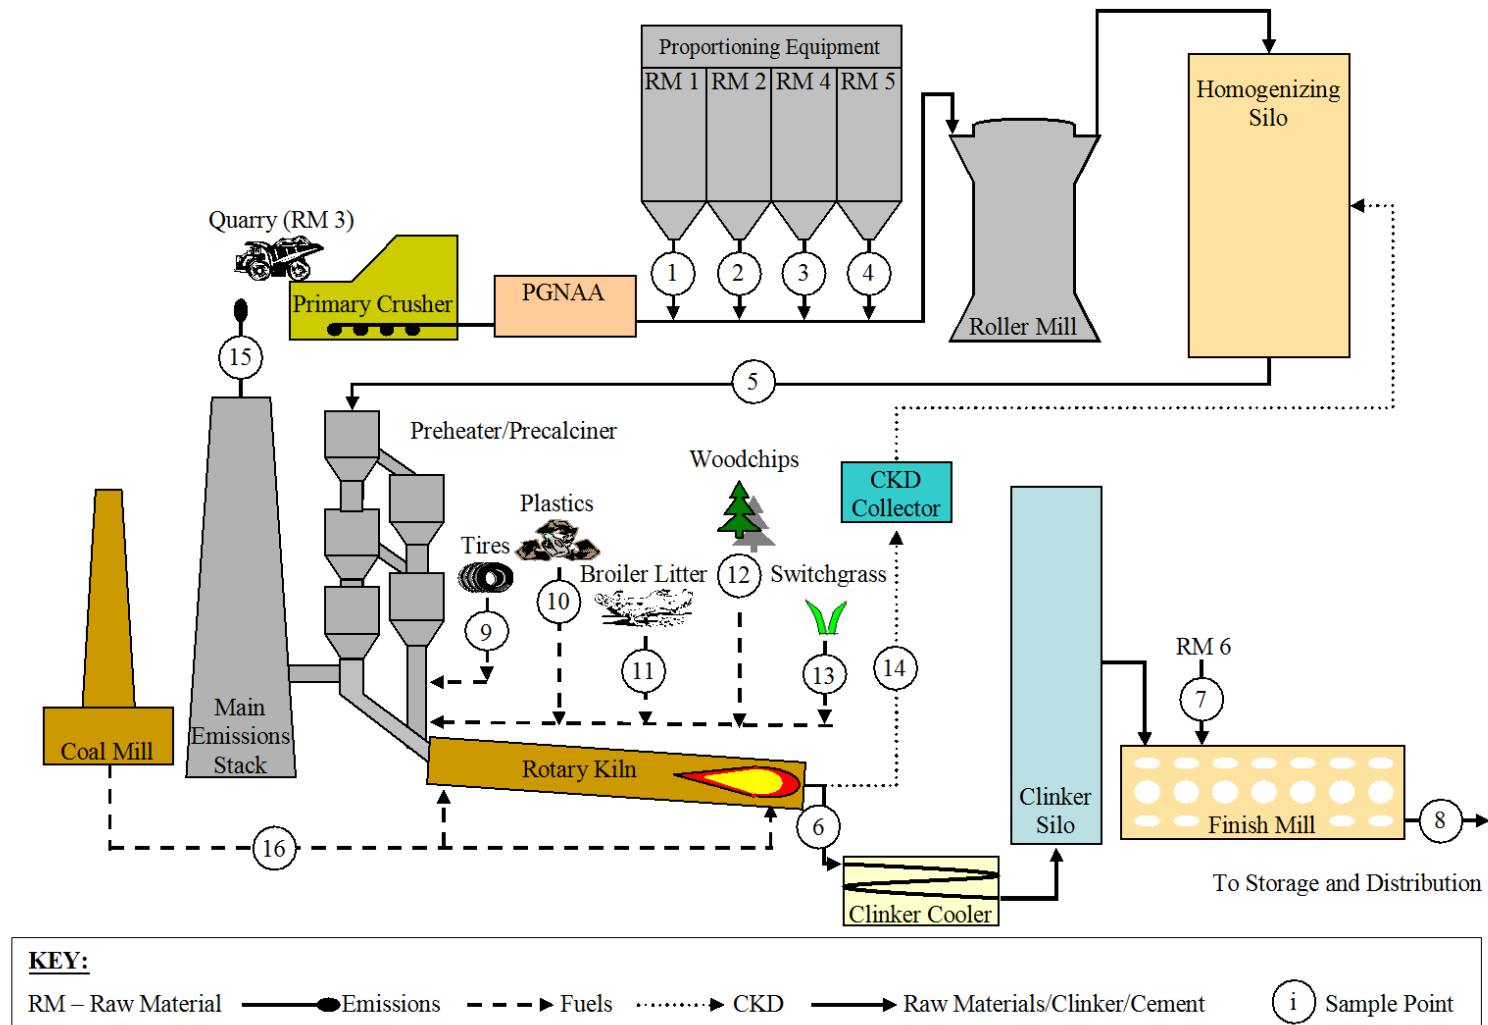 Proportioning Equipment
RM 1 RM 2 RM 4 RM 5
Homogenizing
Silo
Quarry (RM 3)
Primary Crusher
PGNAA
1 2 3 4
Roller Mill
15
5
Preheater/Precalciner
Woodchips
CKD
Collector
Plastics
Tires
Broiler Litter
12
Switchgrass
10
9
11
13
14
RM 6
7
Main
Emissions
Stack
Coal Mill
Rotary Kiln
Clinker
Silo
6
16
Finish Mill
8
Clinker Cooler
To Storage and Distribution
KEY:
RM – Raw Material Emissions Fuels CKD Raw Materials/Clinker/Cement i Sample Point